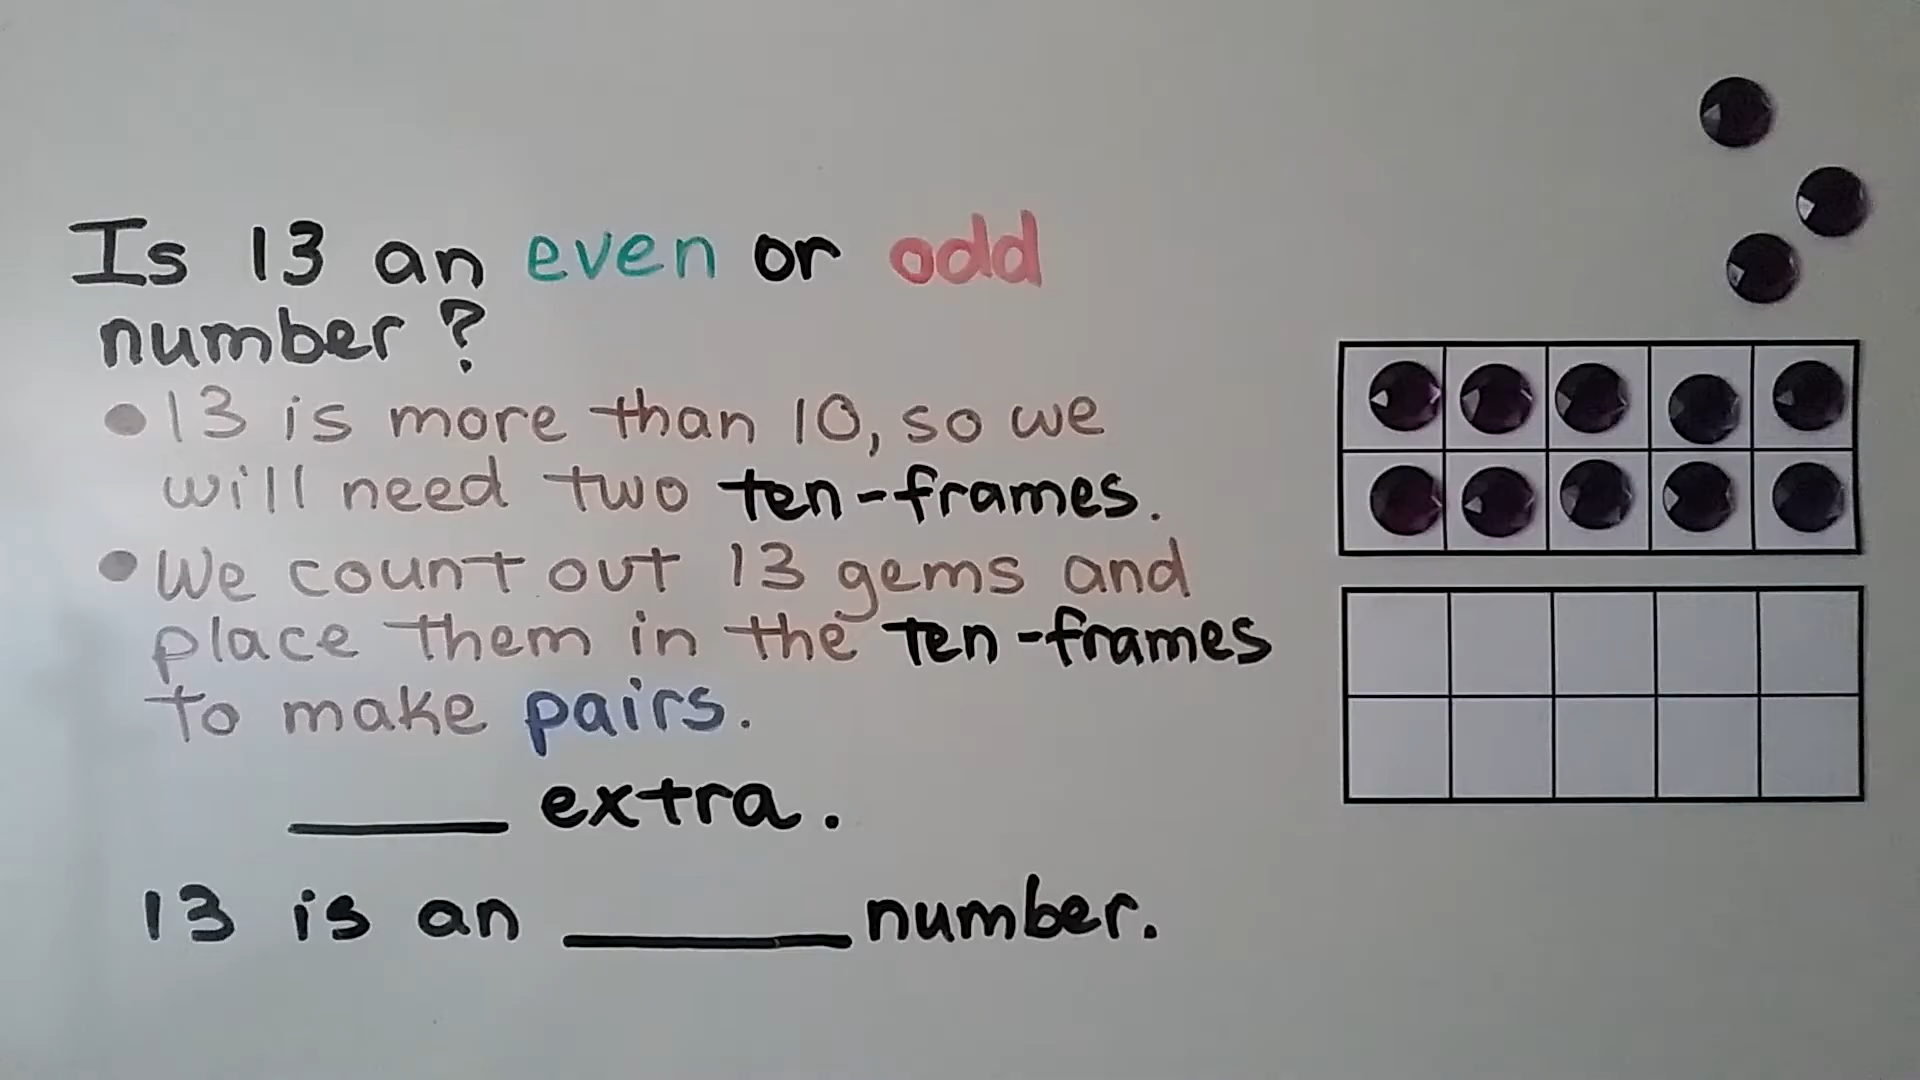 Is 13 an even or odd
number?
• 13 is more than 10, so we
will need two ten-frames.
• We count out 13 gems and
place them in the ten-frames
to make pairs.
_____ extra.
13 is an _____ number.